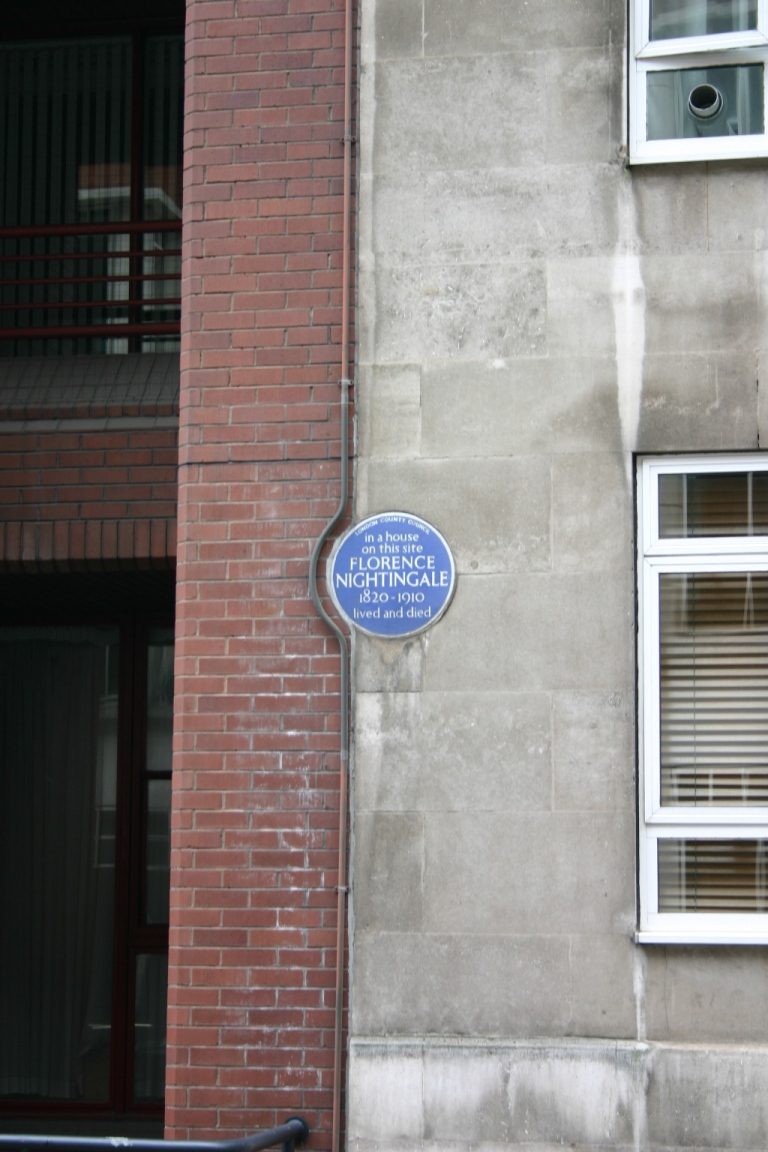 LONDON COUNTY COUNCIL
in a house
on this site
FLORENCE
NIGHTINGALE
1820-1910
lived and died